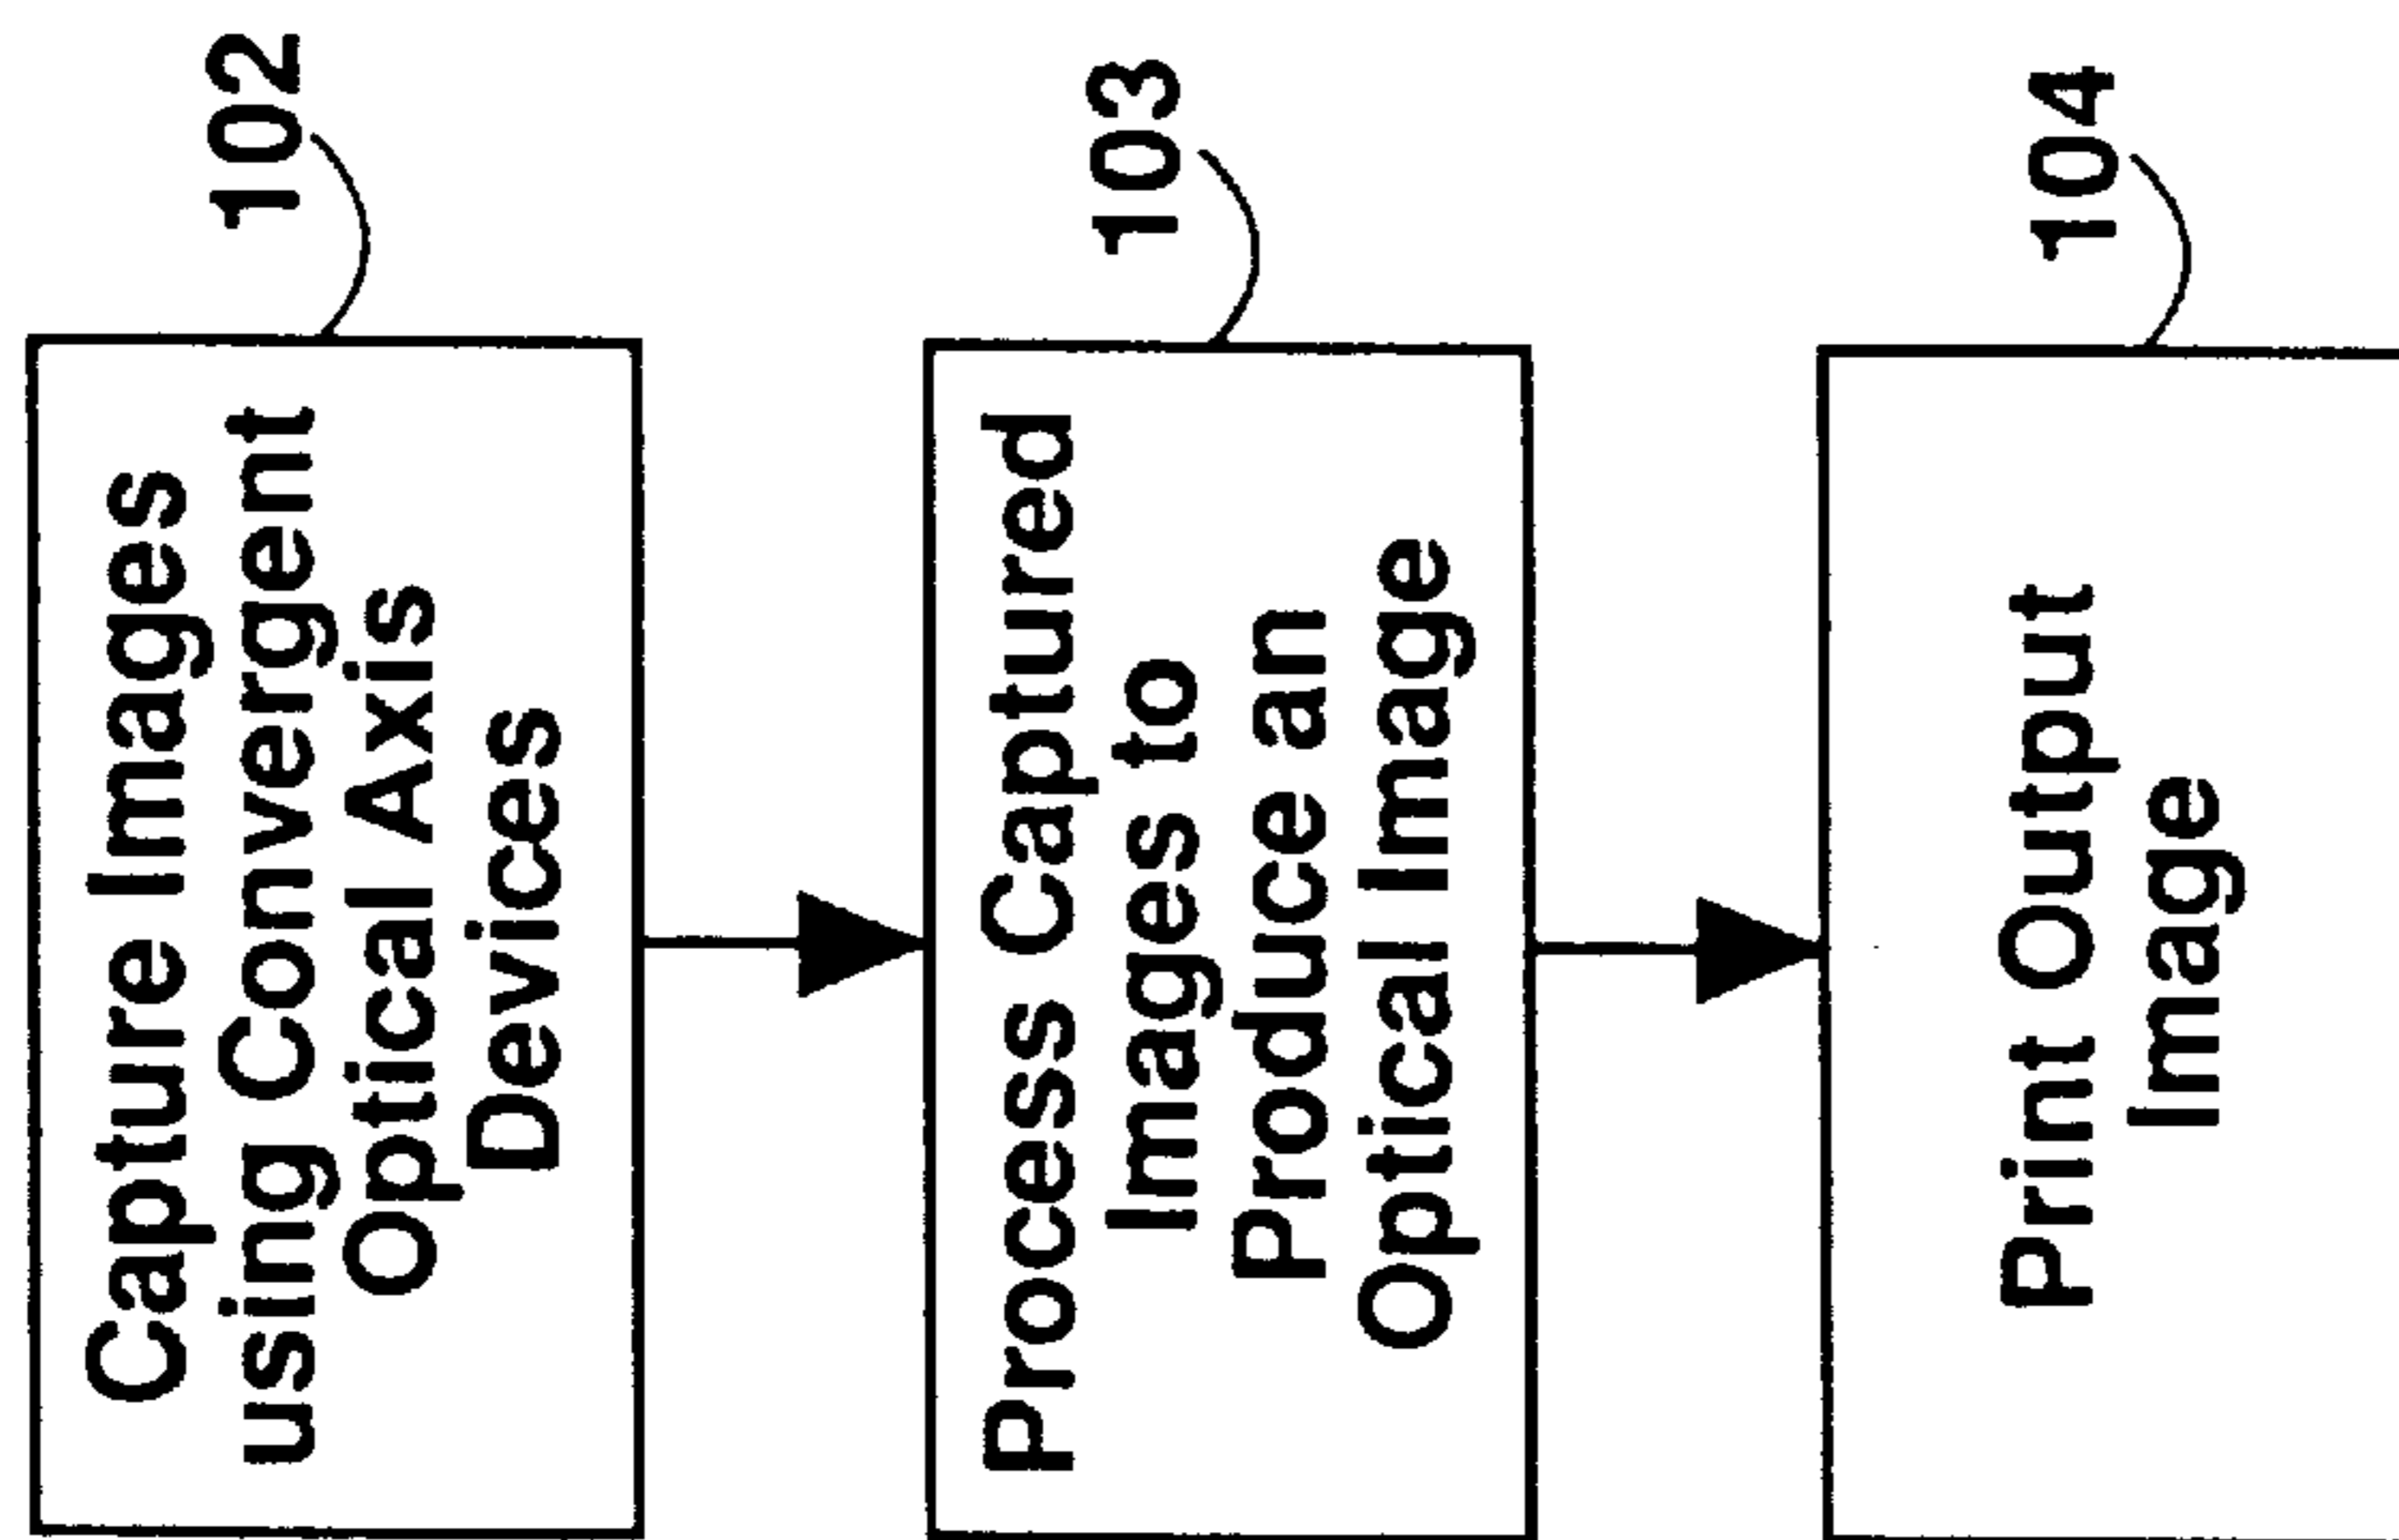 Capture Images
using Convergent
Optical Axis
Devices
102
Process Captured
Images to
Produce an
Optical Image
103
Print Output
Image
104